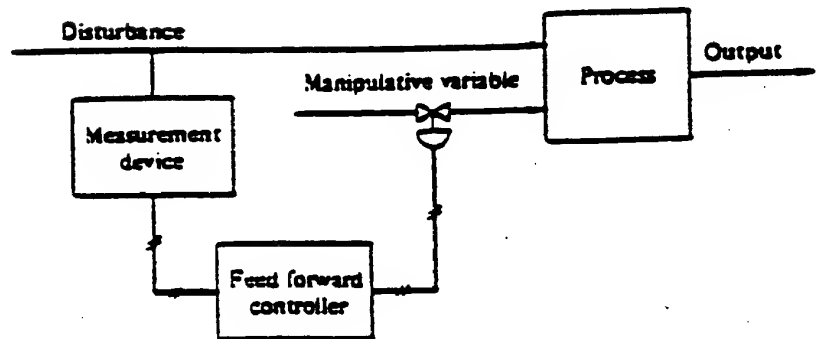 Disturbance
Output
Process
Manipulative variable
Measurement
device
Feed forward
controller